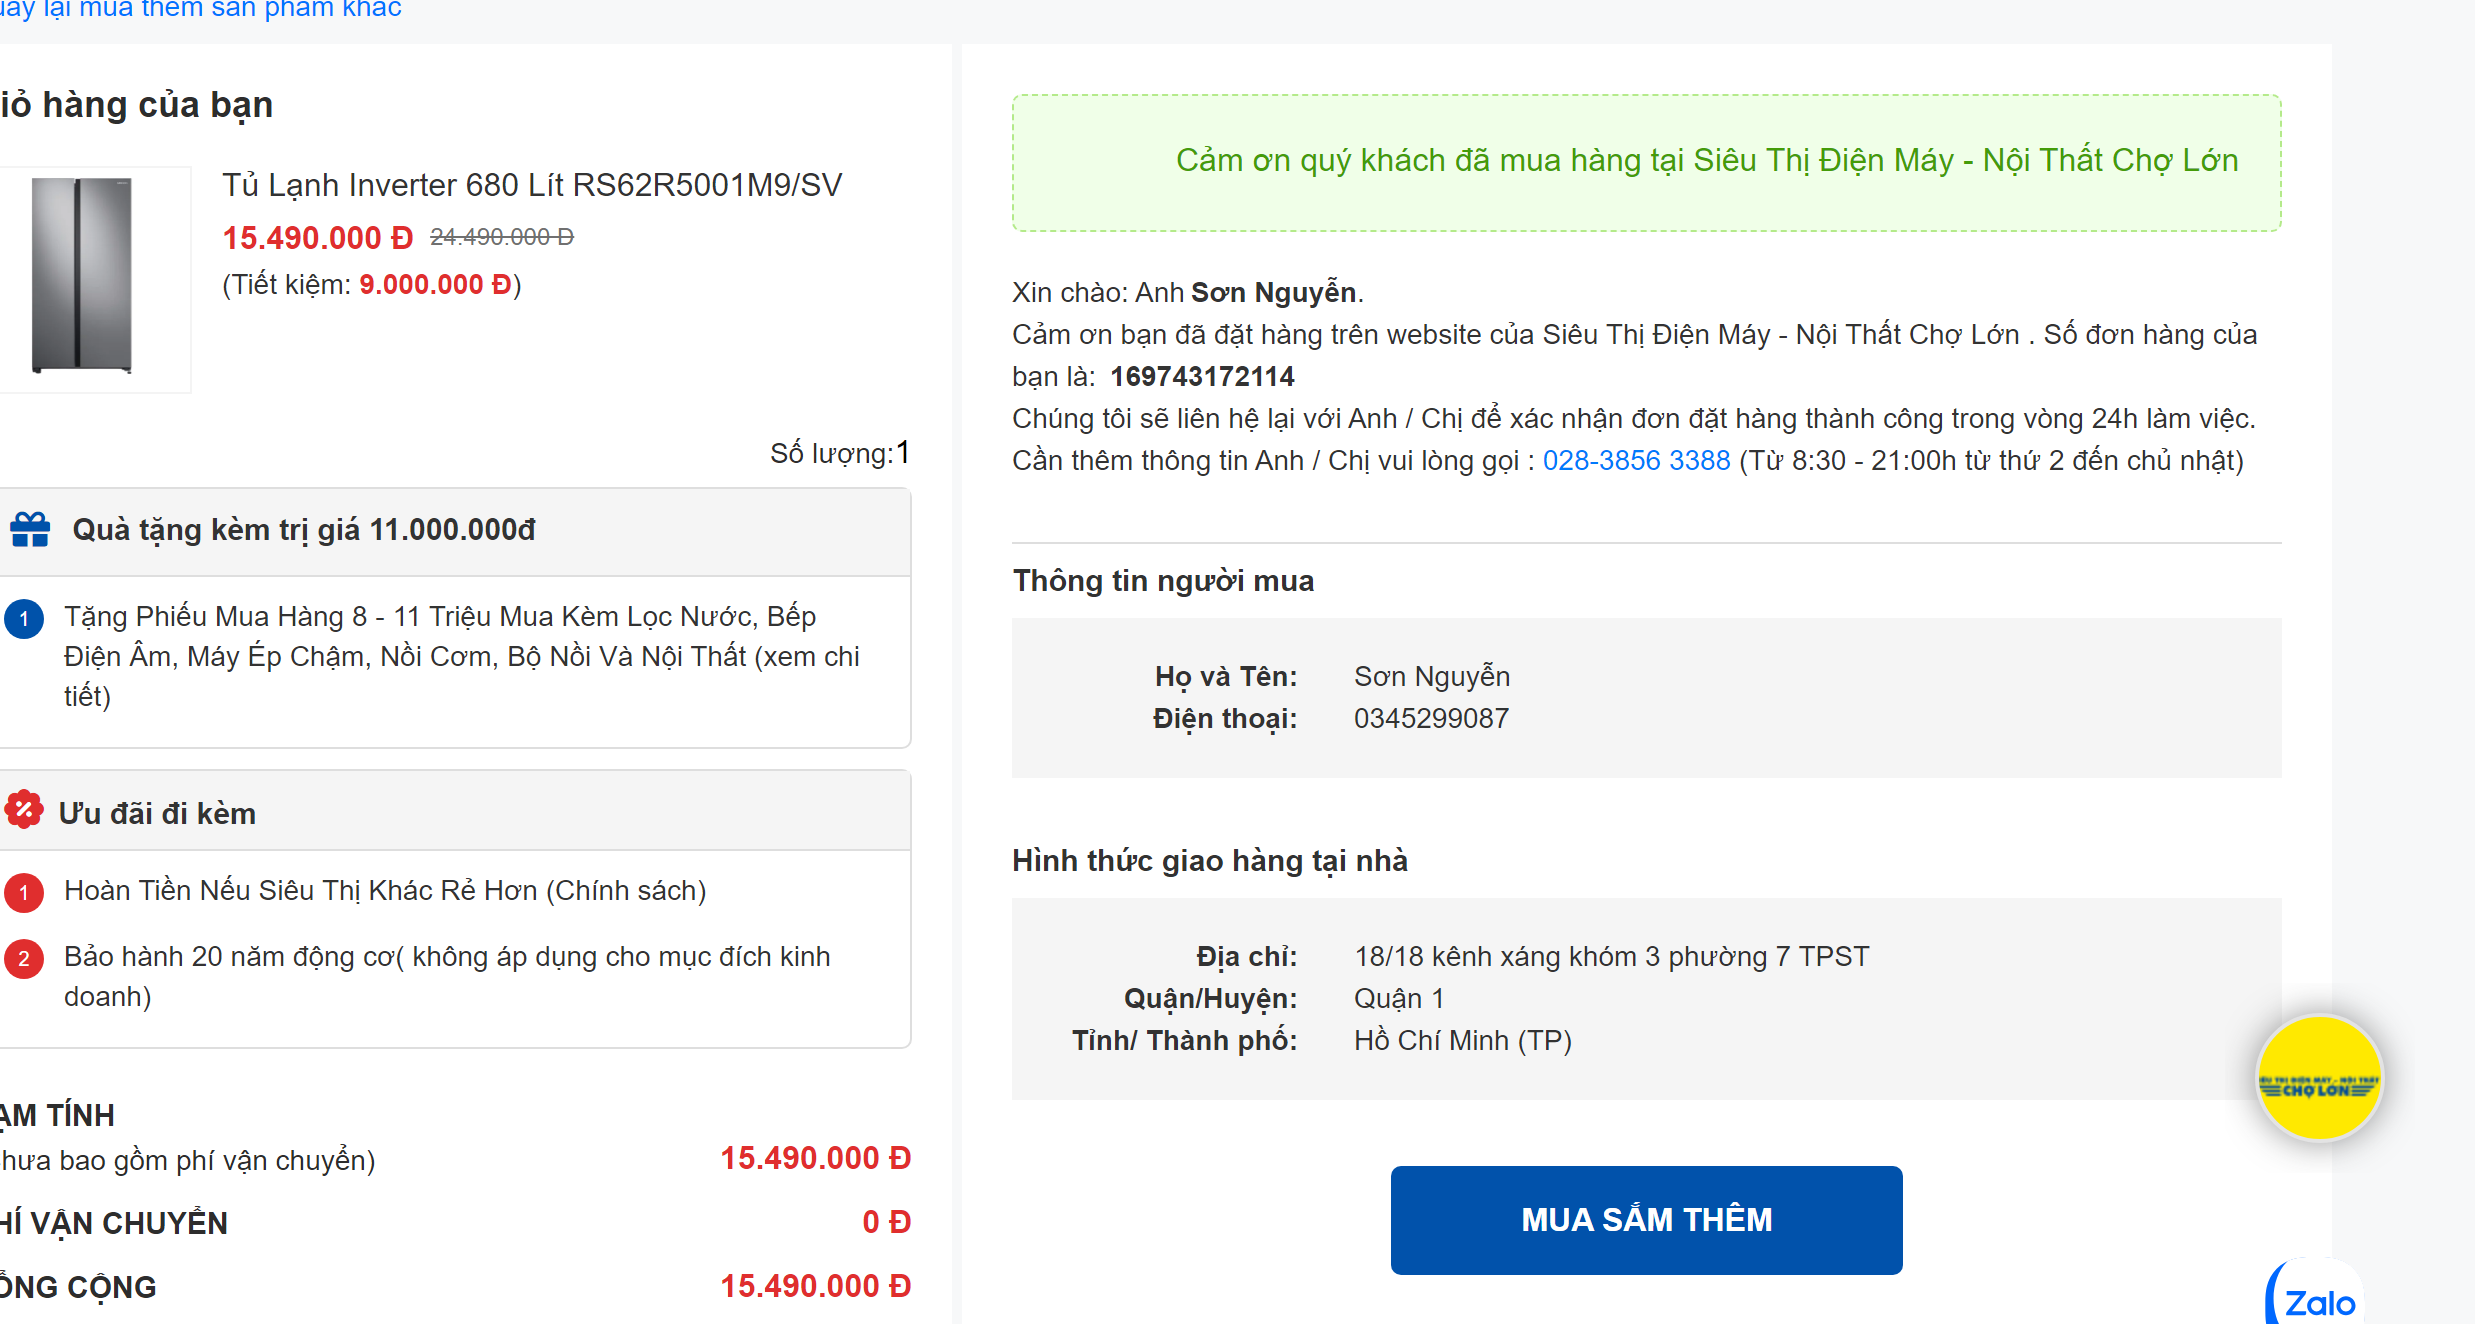 uay lại mua thêm sản phẩm khác
iỏ hàng của bạn
Tủ Lạnh Inverter 680 Lít RS62R5001M9/SV
15.490.000 Đ 24.490.000 Đ
(Tiết kiệm: 9.000.000 Đ)
Số lượng:1
Quà tặng kèm trị giá 11.000.000đ
1 Tặng Phiếu Mua Hàng 8 - 11 Triệu Mua Kèm Lọc Nước, Bếp
Điện Âm, Máy Ép Chậm, Nồi Cơm, Bộ Nồi Và Nội Thất (xem chi
tiết)
Ưu đãi đi kèm
1 Hoàn Tiền Nếu Siêu Thị Khác Rẻ Hơn (Chính sách)
2 Bảo hành 20 năm động cơ( không áp dụng cho mục đích kinh
doanh)
ẠM TÍNH
hưa bao gồm phí vận chuyển) 15.490.000 Đ
HÍ VẬN CHUYỂN 0 Đ
ỔNG CỘNG 15.490.000 Đ
Cảm ơn quý khách đã mua hàng tại Siêu Thị Điện Máy - Nội Thất Chợ Lớn
Xin chào: Anh Sơn Nguyễn.
Cảm ơn bạn đã đặt hàng trên website của Siêu Thị Điện Máy - Nội Thất Chợ Lớn . Số đơn hàng của
bạn là: 169743172114
Chúng tôi sẽ liên hệ lại với Anh / Chị để xác nhận đơn đặt hàng thành công trong vòng 24h làm việc.
Cần thêm thông tin Anh / Chị vui lòng gọi : 028-3856 3388 (Từ 8:30 - 21:00h từ thứ 2 đến chủ nhật)
Thông tin người mua
Họ và Tên: Sơn Nguyễn
Điện thoại: 0345299087
Hình thức giao hàng tại nhà
Địa chỉ: 18/18 kênh xáng khóm 3 phường 7 TPST
Quận/Huyện: Quận 1
Tỉnh/ Thành phố: Hồ Chí Minh (TP)
IÊU THỊ ĐIỆN MÁY - NỘI THẤT
CHỢ LỚN
MUA SẮM THÊM
Zalo